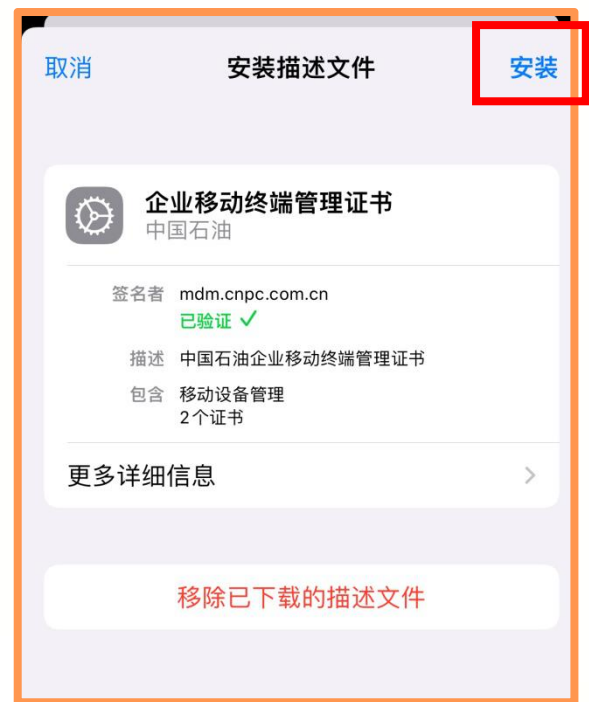 取消 安装描述文件 安装
企业移动终端管理证书
中国石油
签名者 mdm.cnpc.com.cn
已验证 ✓
描述 中国石油企业移动终端管理证书
包含 移动设备管理
2个证书
更多详细信息
移除已下载的描述文件